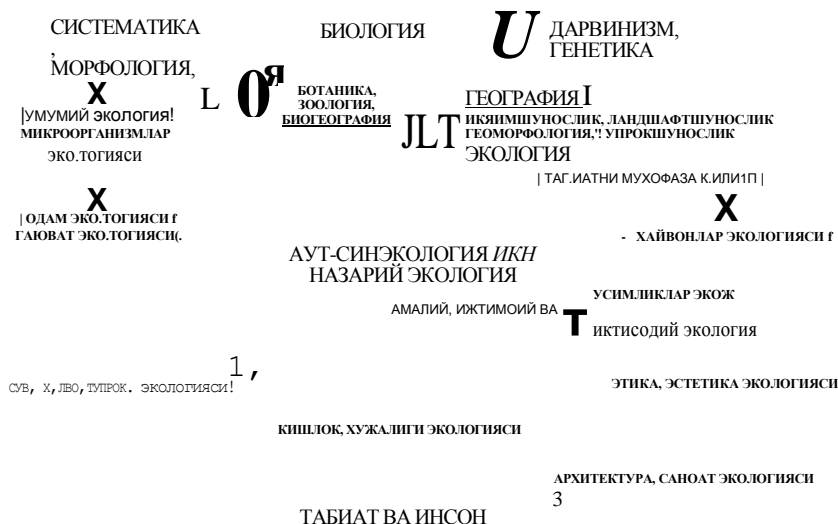 СИСТЕМАТИКА
,
МОРФОЛОГИЯ,
БИОЛОГИЯ
U ДАРВИНИЗМ,
ГЕНЕТИКА
X
|УМУМИЙ экология!
МИКРООРГАНИЗМЛАР
эко.тогияси
L 0я
БОТАНИКА,
ЗООЛОГИЯ,
БИОГЕОГРАФИЯ
JLT
ГЕОГРАФИЯ I
ИКЯИМШУНОСЛИК, ЛАНДШАФТШУНОСЛИК
ГЕОМОРФОЛОГИЯ,"! УПРОКШУНОСЛИК
ЭКОЛОГИЯ
| ТАГ.ИАТНИ МУХОФАЗА К.ИЛИ1П |
X
| ОДАМ ЭКО.ТОГИЯСИ f
ГАЮВАТ ЭКО.ТОГИЯСИ(.
X
- ХАЙВОНЛАР ЭКОЛОГИЯСИ f
АУТ-СИНЭКОЛОГИЯ ИКН
НАЗАРИЙ ЭКОЛОГИЯ
АМАЛИЙ, ИЖТИМОИЙ ВА
т
УСИМЛИКЛАР ЭКОЖ
иктисодий экология
1,
СУВ, Х,ЛВО,ТУПРОК. экологияси!
ЭТИКА, ЭСТЕТИКА ЭКОЛОГИЯСИ
КИШЛОК, ХУЖАЛИГИ ЭКОЛОГИЯСИ
АРХИТЕКТУРА, САНОАТ ЭКОЛОГИЯСИ
3
ТАБИАТ ВА ИНСОН